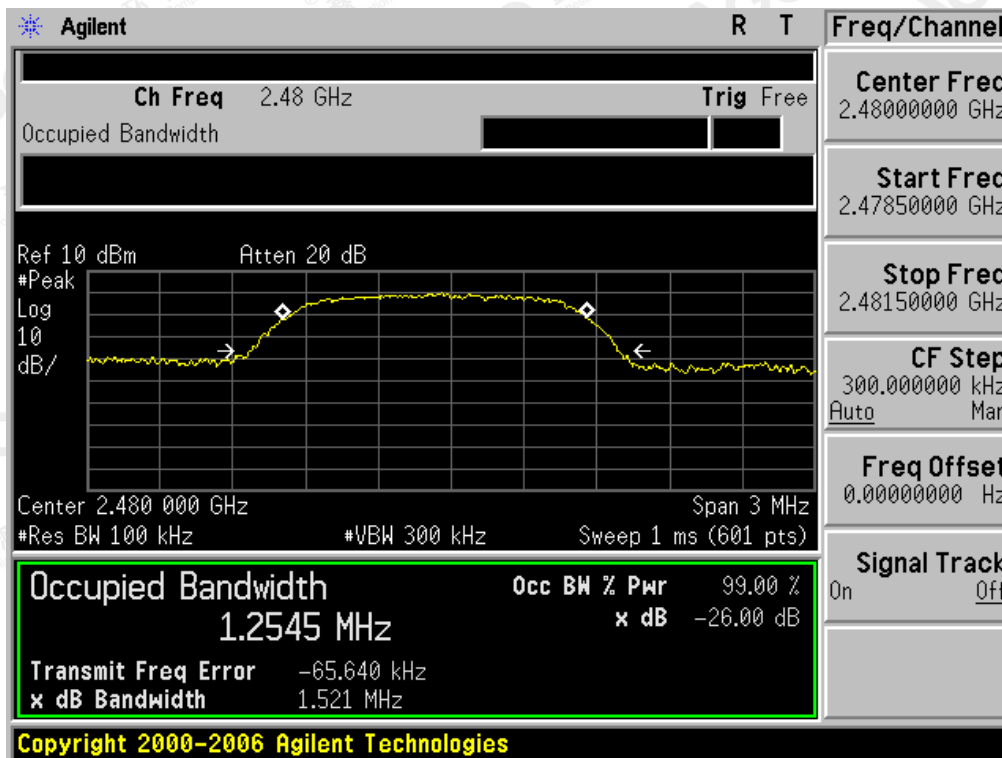 Agilent R T Freq/Channel
Ch Freq 2.48 GHz Trig Free
Occupied Bandwidth
Center Freq
2.48000000 GHz
Start Freq
2.47850000 GHz
Stop Freq
2.48150000 GHz
CF Step
300.000000 kHz
Auto Man
Freq Offset
0.00000000 Hz
Signal Track
On Off
Ref 10 dBm Atten 20 dB
#Peak
Log
10
dB/
Center 2.480 000 GHz Span 3 MHz
#Res BW 100 kHz #VBW 300 kHz Sweep 1 ms (601 pts)
Occupied Bandwidth
1.2545 MHz
Occ BW % Pwr 99.00 %
x dB -26.00 dB
Transmit Freq Error -65.640 kHz
x dB Bandwidth 1.521 MHz
Copyright 2000-2006 Agilent Technologies